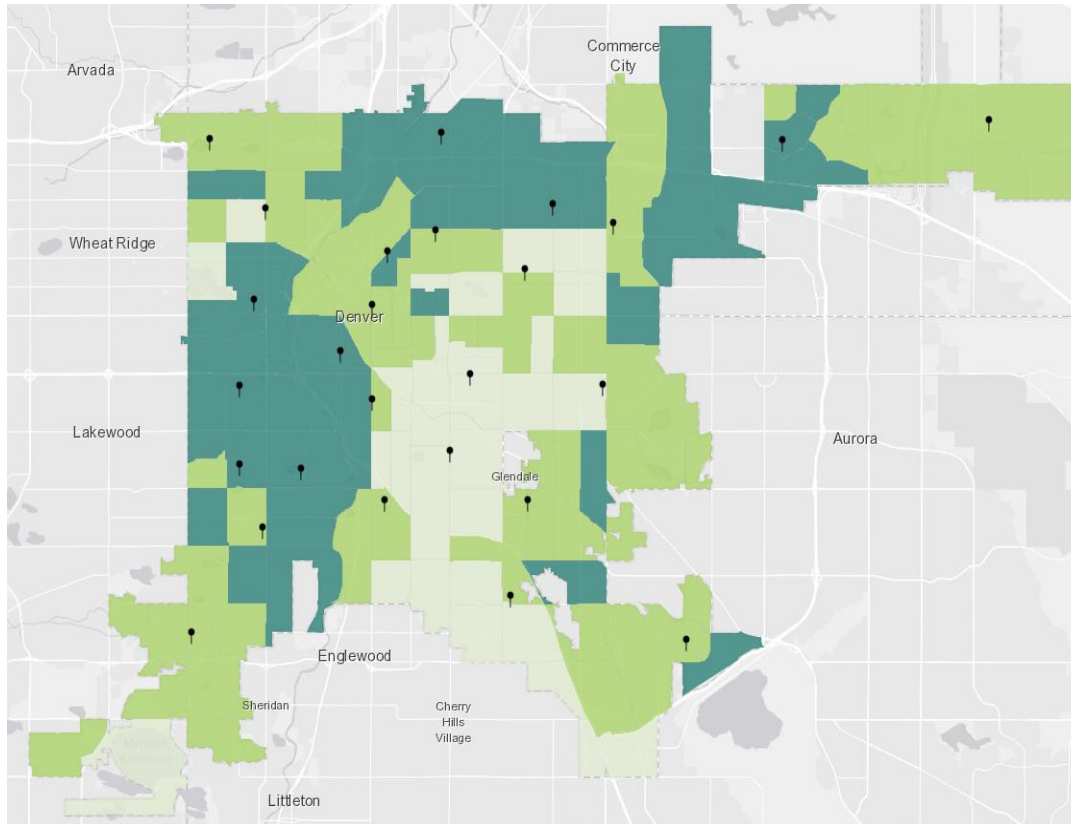 Commerce
City
Arvada
Wheat Ridge
Denver
Lakewood
Aurora
Glendale
Englewood
Sheridan
Cherry
Hills
Village
Littleton